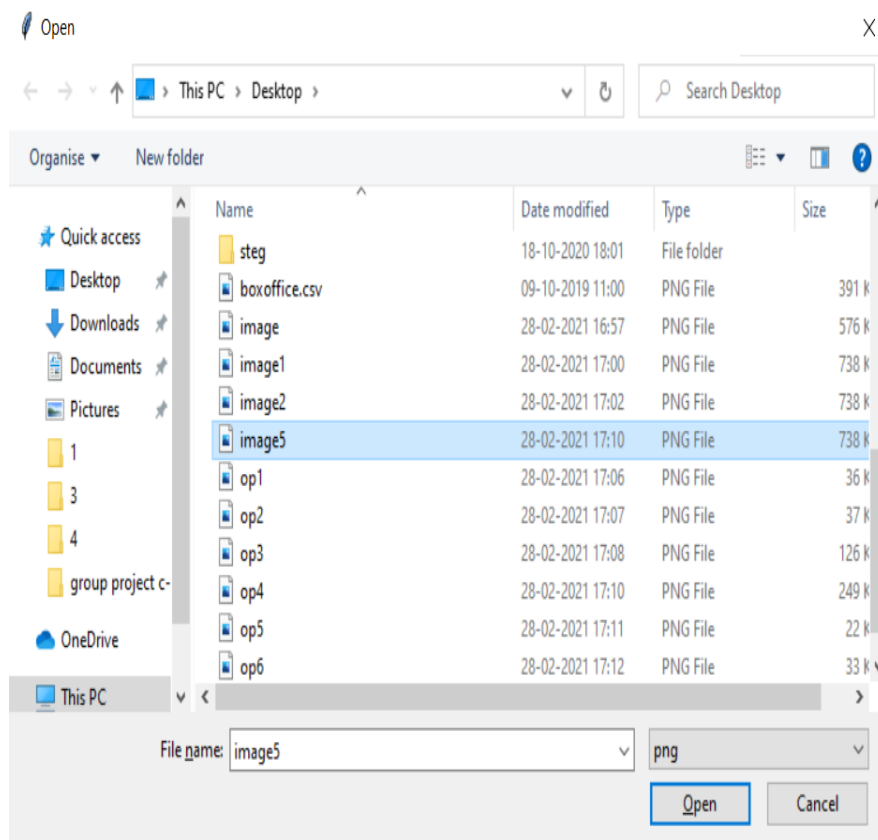 Open
This PC > Desktop >
Search Desktop
Organise
New folder
Name Date modified Type Size
Quick access
Desktop
Downloads
Documents
Pictures
1
3
4
group project c-
OneDrive
This PC
steg 18-10-2020 18:01 File folder
boxoffice.csv 09-10-2019 11:00 PNG File 391 K
image 28-02-2021 16:57 PNG File 576 K
image1 28-02-2021 17:00 PNG File 738 K
image2 28-02-2021 17:02 PNG File 738 K
image5 28-02-2021 17:10 PNG File 738 K
op1 28-02-2021 17:06 PNG File 36 K
op2 28-02-2021 17:07 PNG File 37 K
op3 28-02-2021 17:08 PNG File 126 K
op4 28-02-2021 17:10 PNG File 249 K
op5 28-02-2021 17:11 PNG File 22 K
op6 28-02-2021 17:12 PNG File 33 K
File name: image5 png
Open Cancel